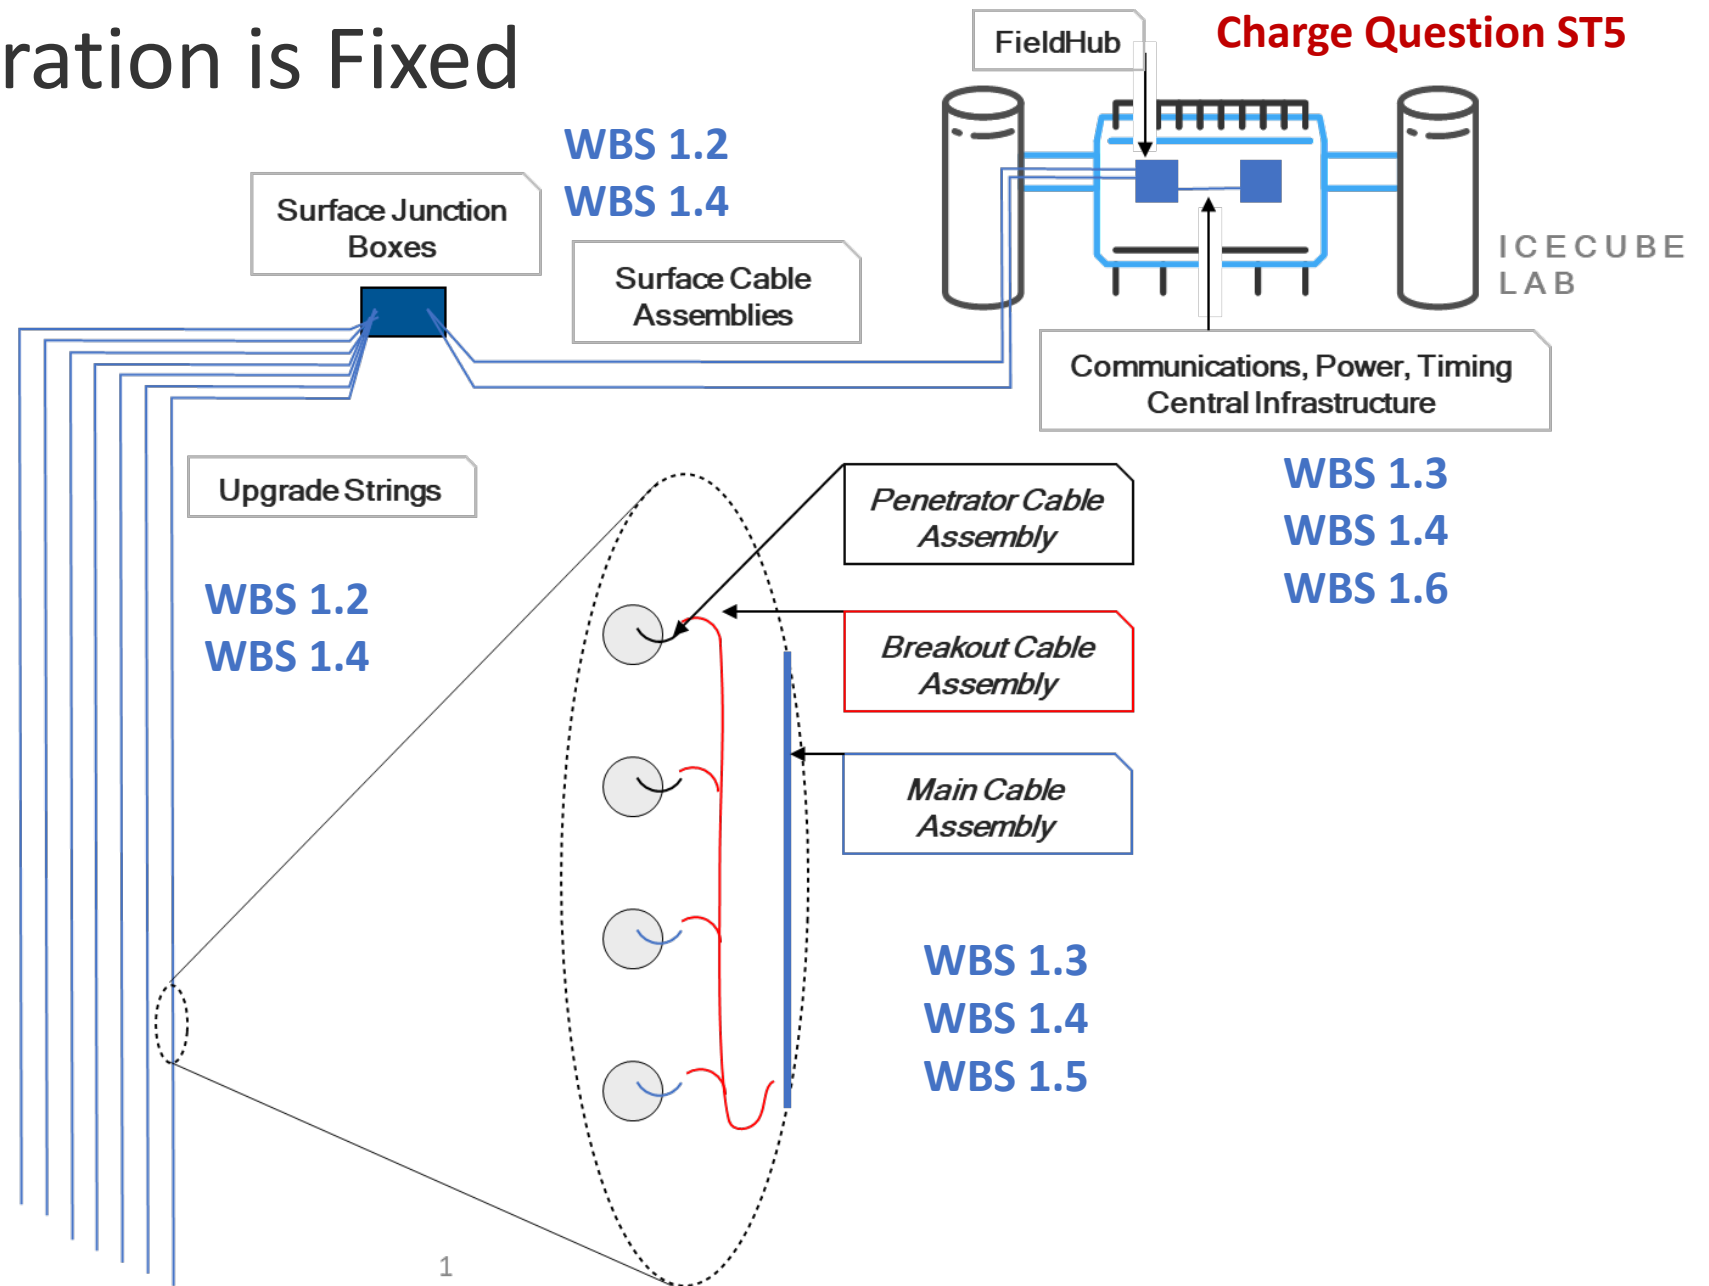 ration is Fixed
Charge Question ST5
FieldHub
WBS 1.2
WBS 1.4
Surface Junction
Boxes
Surface Cable
Assemblies
ICECUBE
LAB
Communications, Power, Timing
Central Infrastructure
WBS 1.3
WBS 1.4
WBS 1.6
Upgrade Strings
WBS 1.2
WBS 1.4
Penetrator Cable
Assembly
Breakout Cable
Assembly
Main Cable
Assembly
WBS 1.3
WBS 1.4
WBS 1.5
1